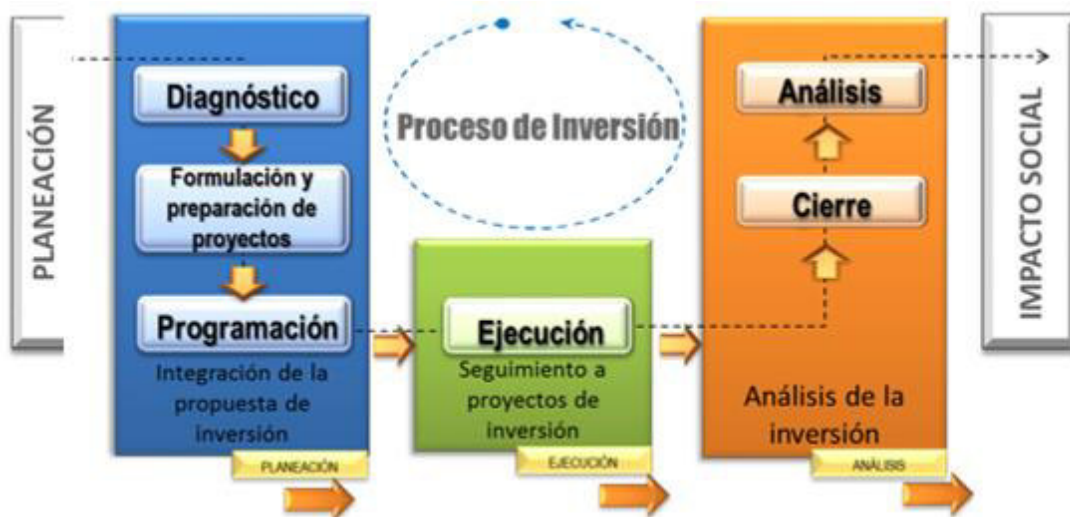 PLANEACIÓN
Diagnóstico
Formulación y
preparación de
proyectos
Programación
Integración de la
propuesta de
inversión
PLANEACIÓN
Proceso de Inversión
Ejecución
Seguimiento a
proyectos de
inversión
EJECUCIÓN
Análisis
Cierre
Análisis de la
inversión
ANÀLISIS
IMPACTO SOCIAL